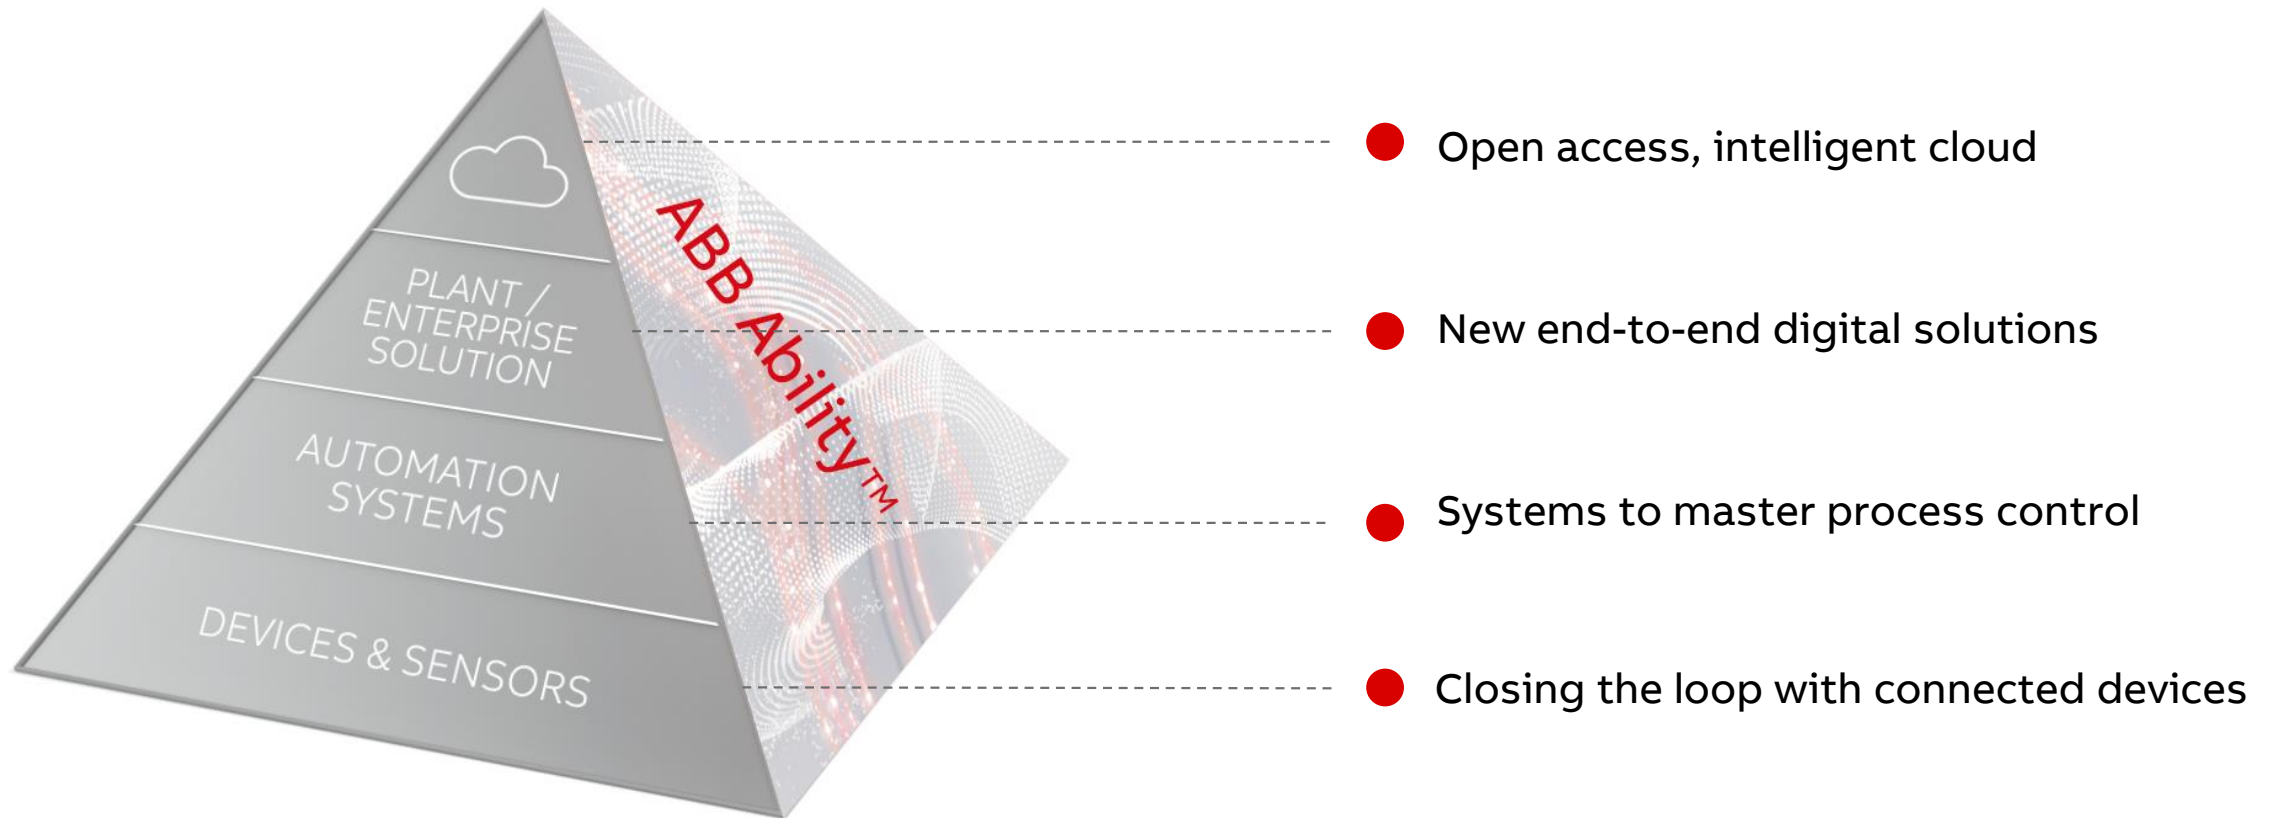 PLANT /
ENTERPRISE
SOLUTION
AUTOMATION
SYSTEMS
DEVICES & SENSORS
ABB Ability™
Open access, intelligent cloud
New end-to-end digital solutions
Systems to master process control
Closing the loop with connected devices